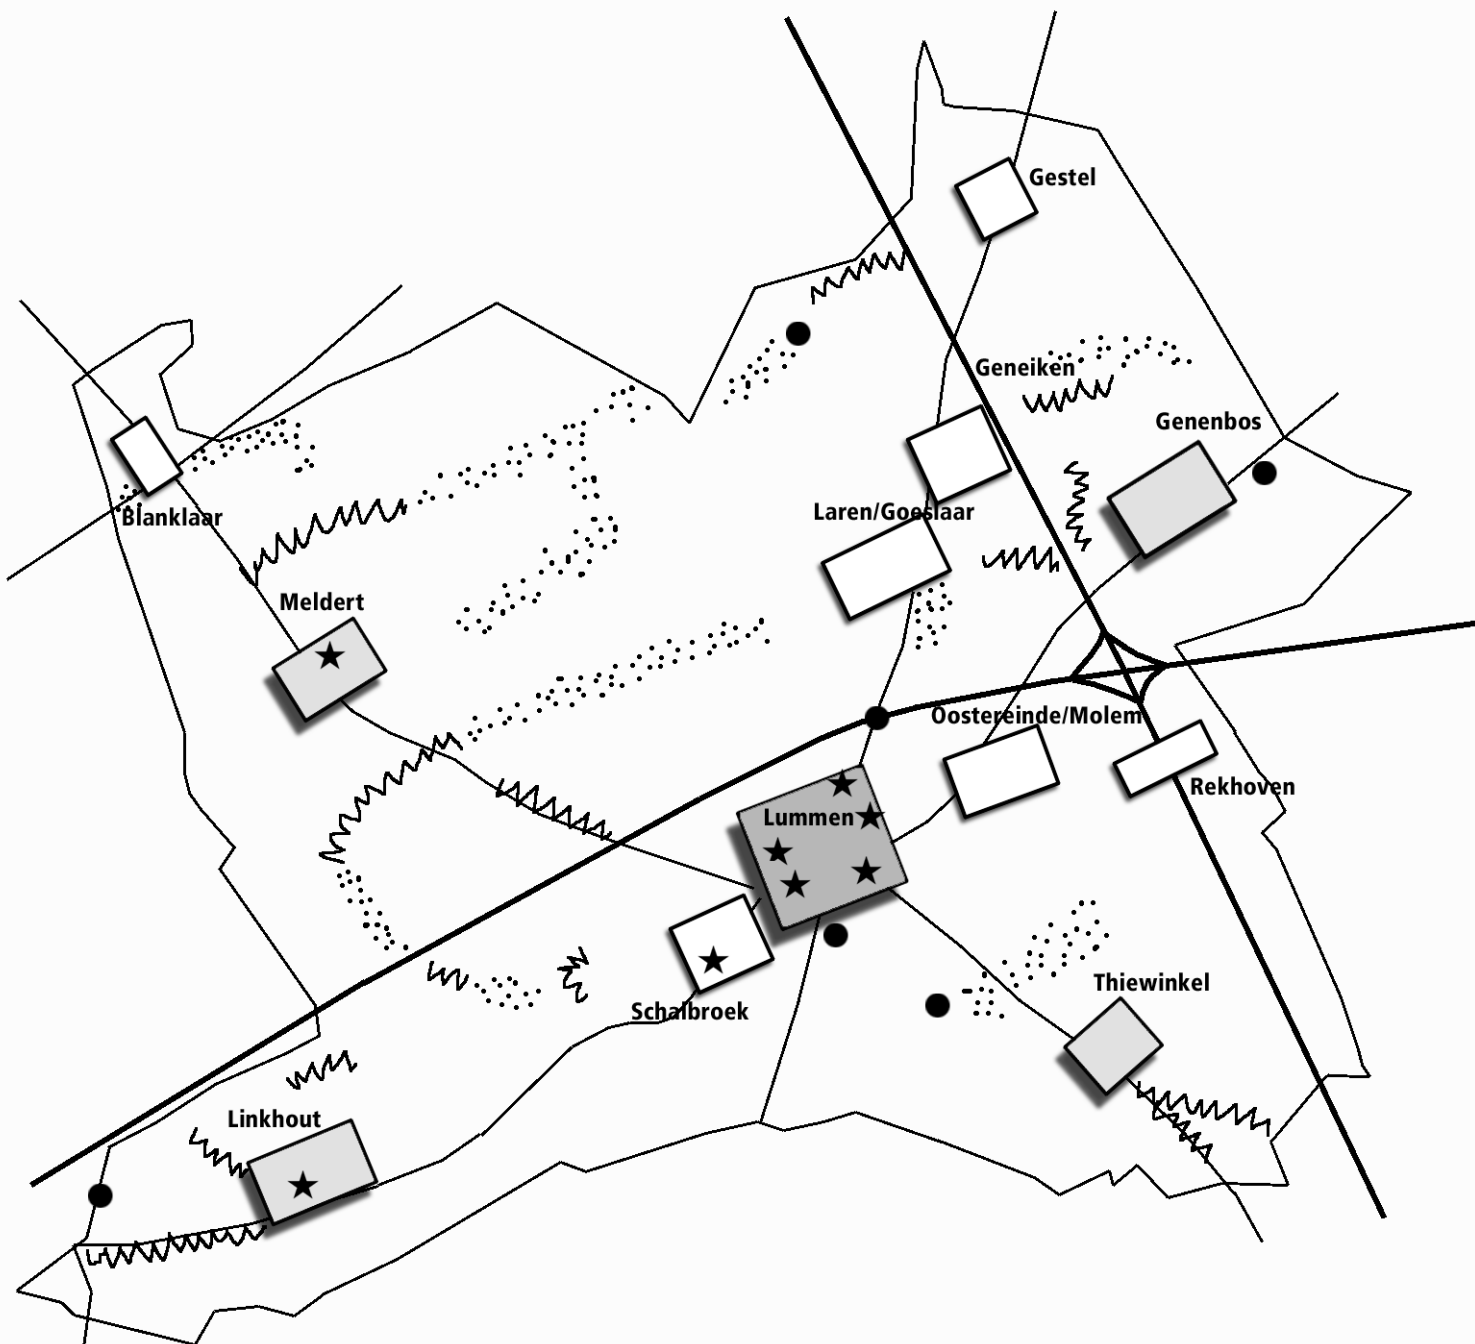 Gestel
Geneiken
Genenbos
Laren/Goeslaar
Blanklaar
Meldert
Oostereinde/Molem
Rekhoven
Lummen
Thiewinkel
Schalbroek
Linkhout